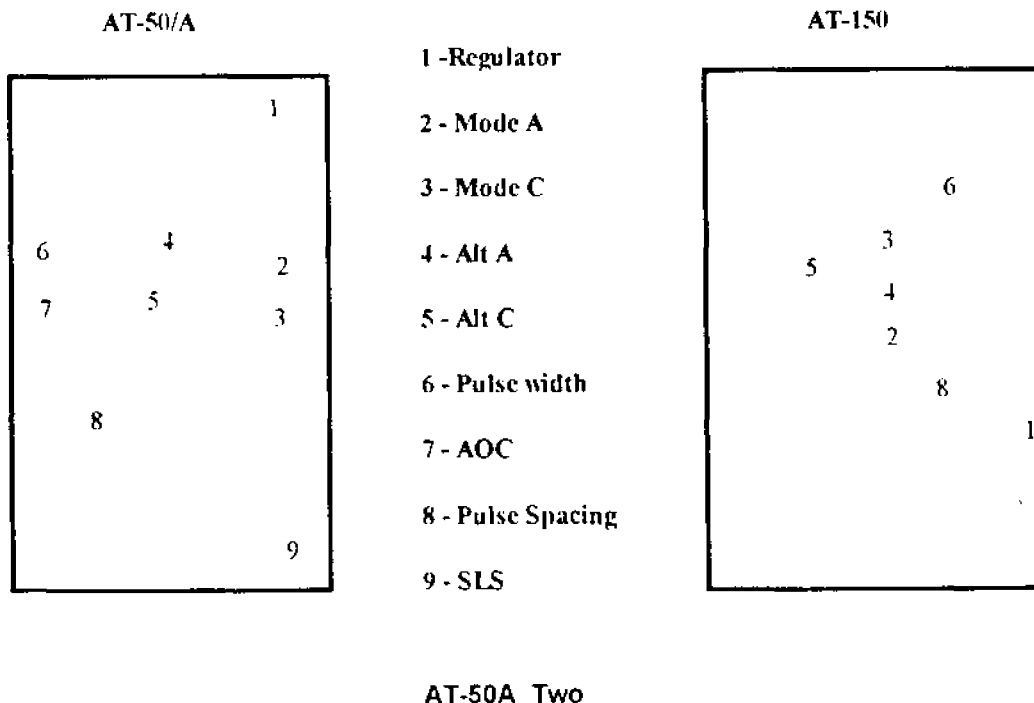 AT-50/A
1
6
4
2
7
5
3
8
9
1 -Regulator
2 - Mode A
3 - Mode C
4 - Alt A
5 - Alt C
6 - Pulse width
7 - AOC
8 - Pulse Spacing
9 - SLS
AT-150
6
3
5
4
2
8
1
AT-50A Two